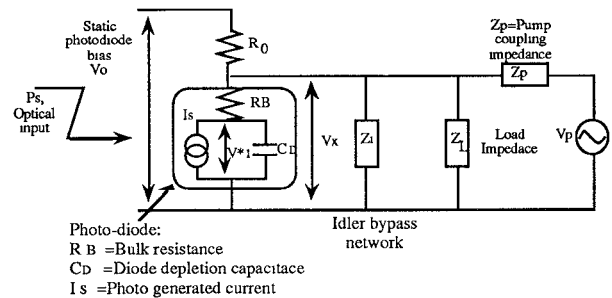 Static
photodiode
bias
Vo
R0
Zp=Pump
coupling
impedance
Zp
Ps,
Optical
input
RB
Is
V*1
CD
Vx
Zi
ZL
Load
Impedace
Vp
Idler bypass
network
Photo-diode:
R B =Bulk resistance
CD =Diode depletion capacitace
I s =Photo generated current